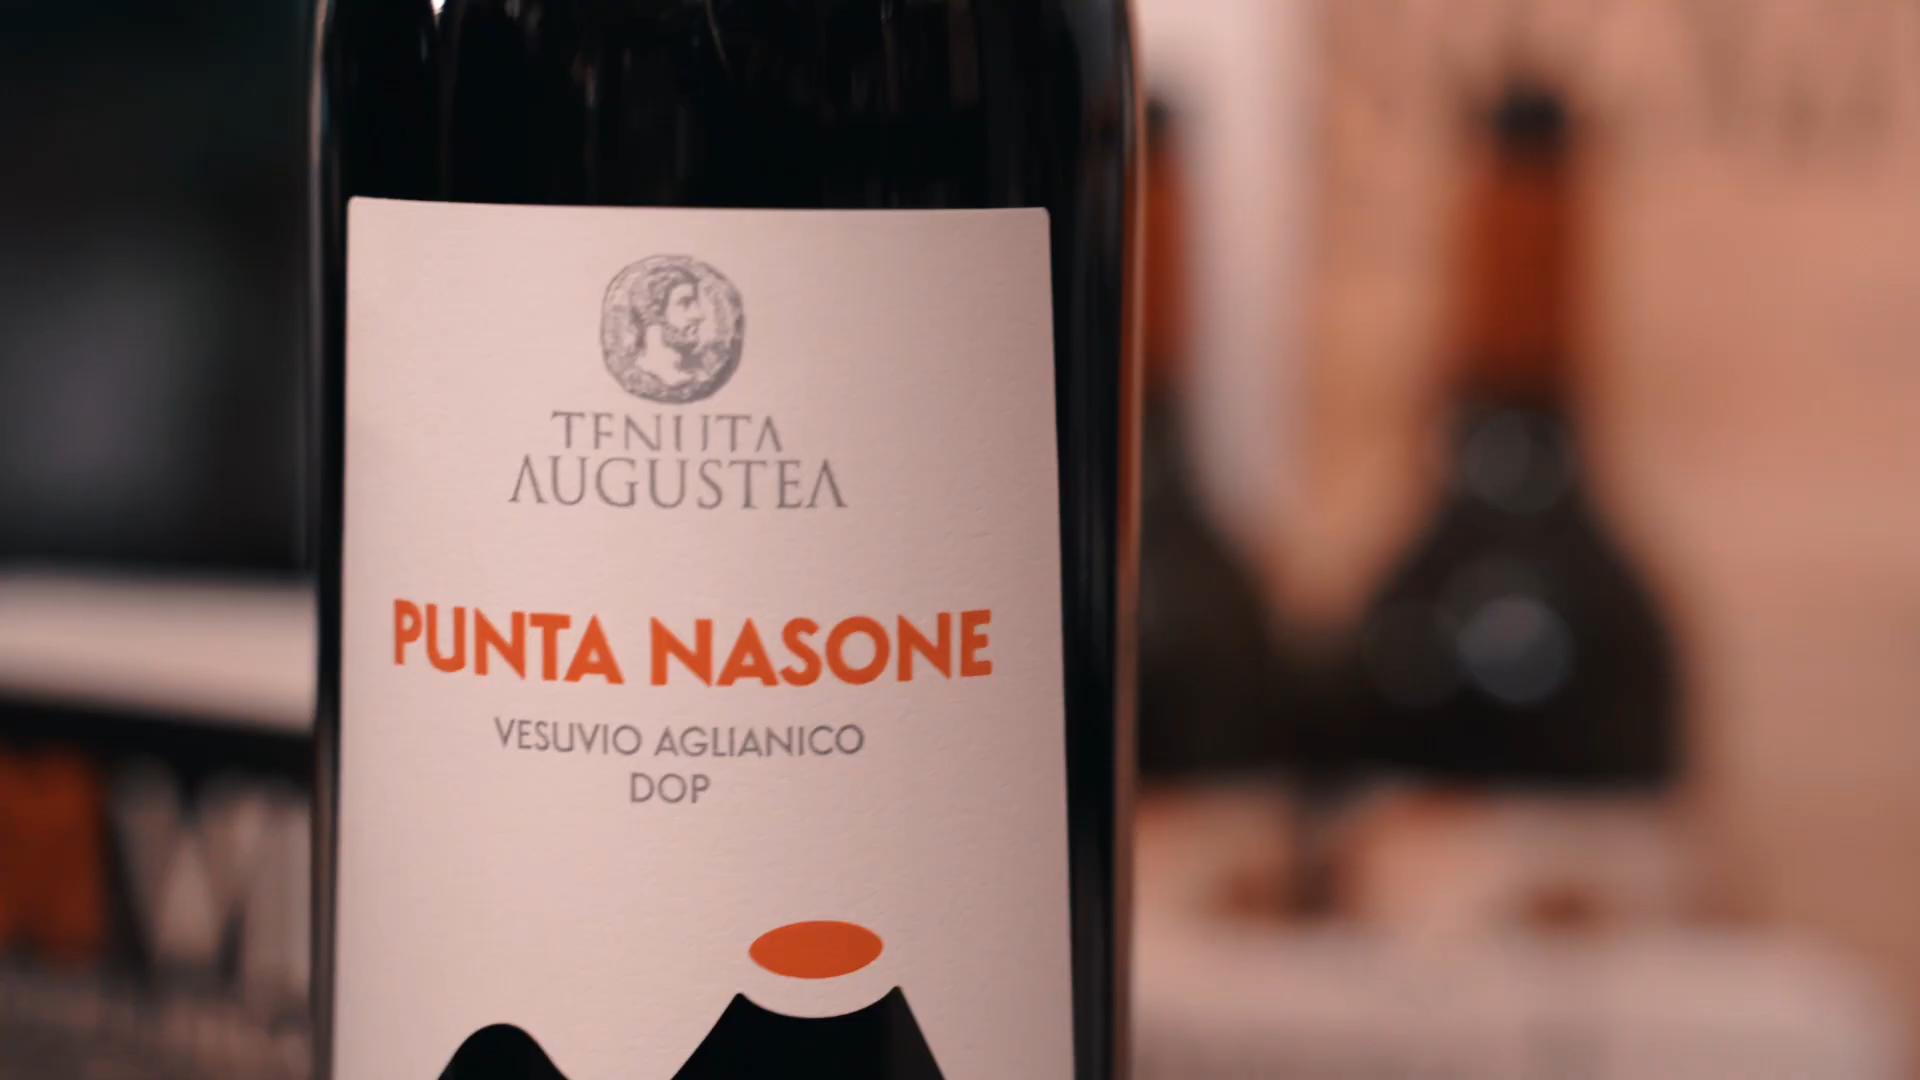 TENUTA
AUGUSTEA
PUNTA NASONE
VESUVIO AGLIANICO
DOP